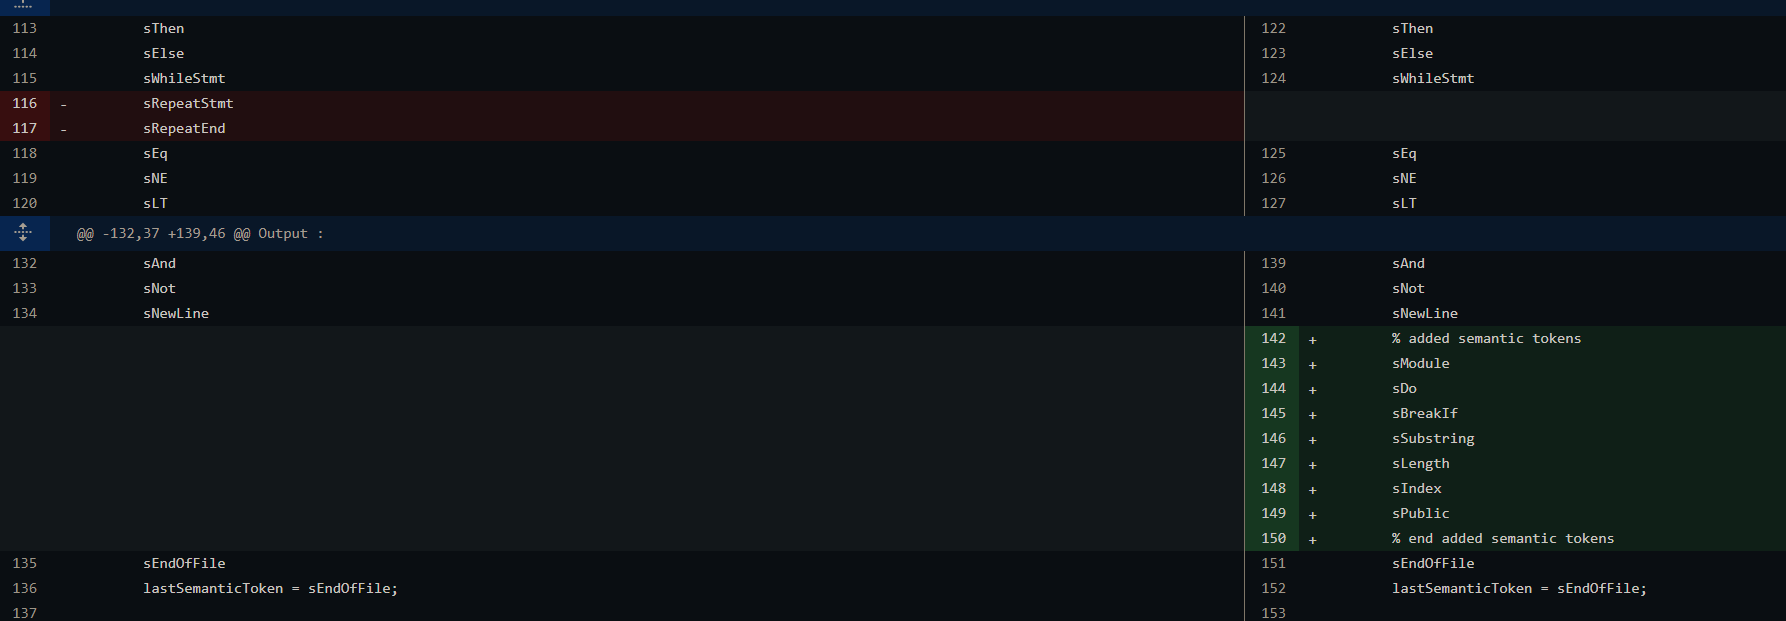 113 sThen 122 sThen
114 sElse 123 sElse
115 sWhileStmt 124 sWhileStmt
116 - sRepeatStmt
117 - sRepeatEnd
118 sEq 125 sEq
119 sNE 126 sNE
120 sLT 127 sLT
@@ -132,37 +139,46 @@ Output :
132 sAnd 139 sAnd
133 sNot 140 sNot
134 sNewLine 141 sNewLine
142 + % added semantic tokens
143 + sModule
144 + sDo
145 + sBreakIf
146 + sSubstring
147 + sLength
148 + sIndex
149 + sPublic
150 + % end added semantic tokens
135 sEndOfFile 151 sEndOfFile
136 lastSemanticToken = sEndOfFile; 152 lastSemanticToken = sEndOfFile;
137 153